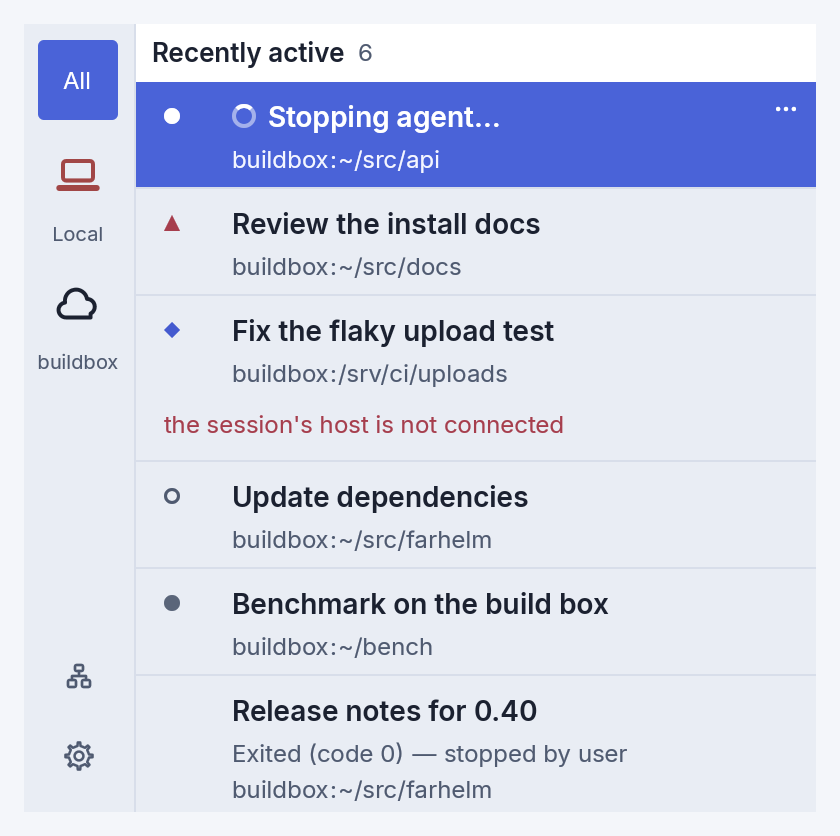 All
Local
buildbox
Recently active 6
Stopping agent...
buildbox:~/src/api
Review the install docs
buildbox:~/src/docs
Fix the flaky upload test
buildbox:/srv/ci/uploads
the session's host is not connected
Update dependencies
buildbox:~/src/farhelm
Benchmark on the build box
buildbox:~/bench
Release notes for 0.40
Exited (code 0) — stopped by user
buildbox:~/src/farhelm